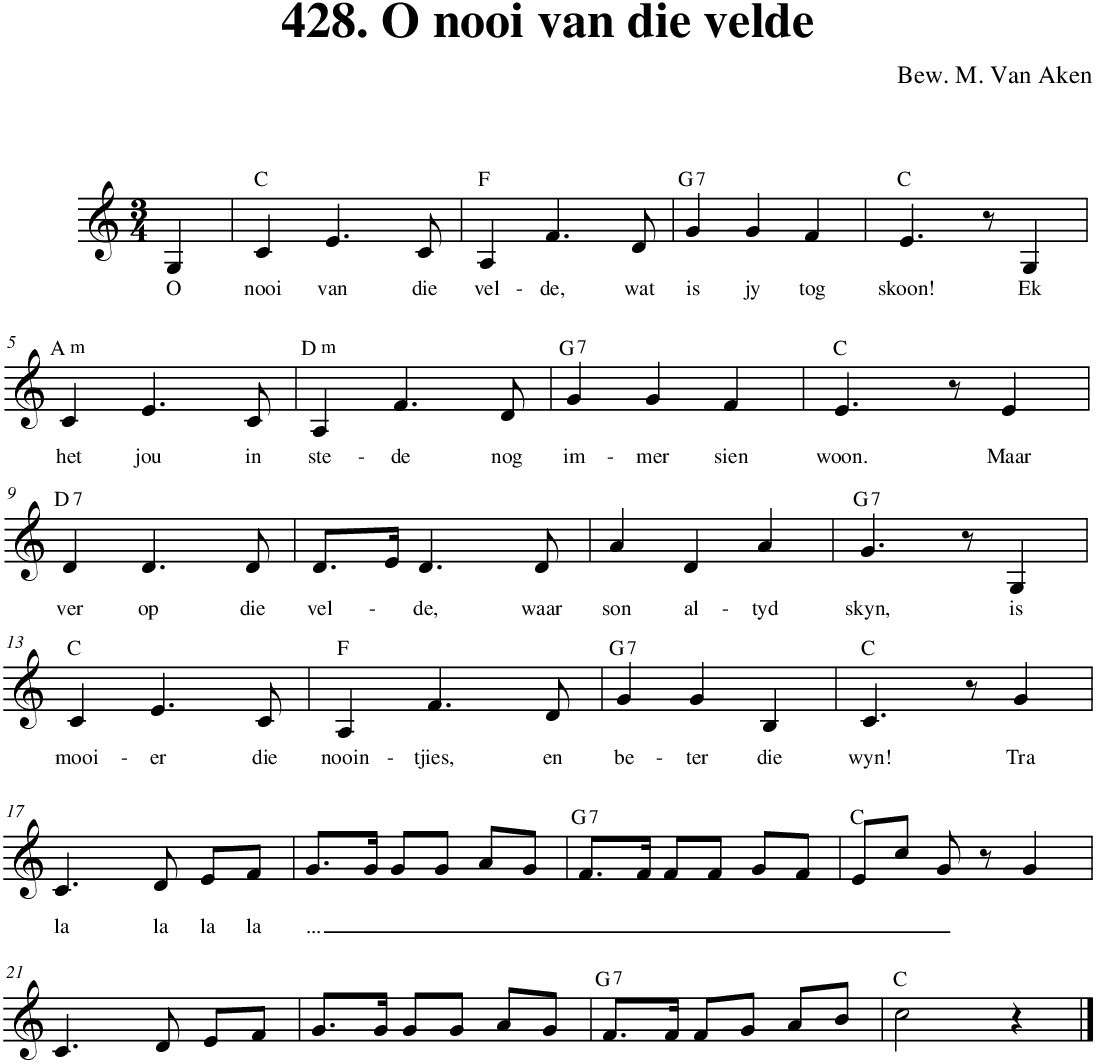 428. O nooi van die velde
Bew. M. Van Aken
3
4
C F G7 C
O nooi van die vel - de, wat is jy tog skoon! Ek
5
Am Dm G7 C
het jou in ste - de nog im - mer sien woon. Maar
9
D7 G7
ver op die vel - de, waar son al - tyd skyn, is
13
C F G7 C
mooi - er die nooin - tjies, en be - ter die wyn! Tra
17
G7 C
la la la la ...
21
G7 C